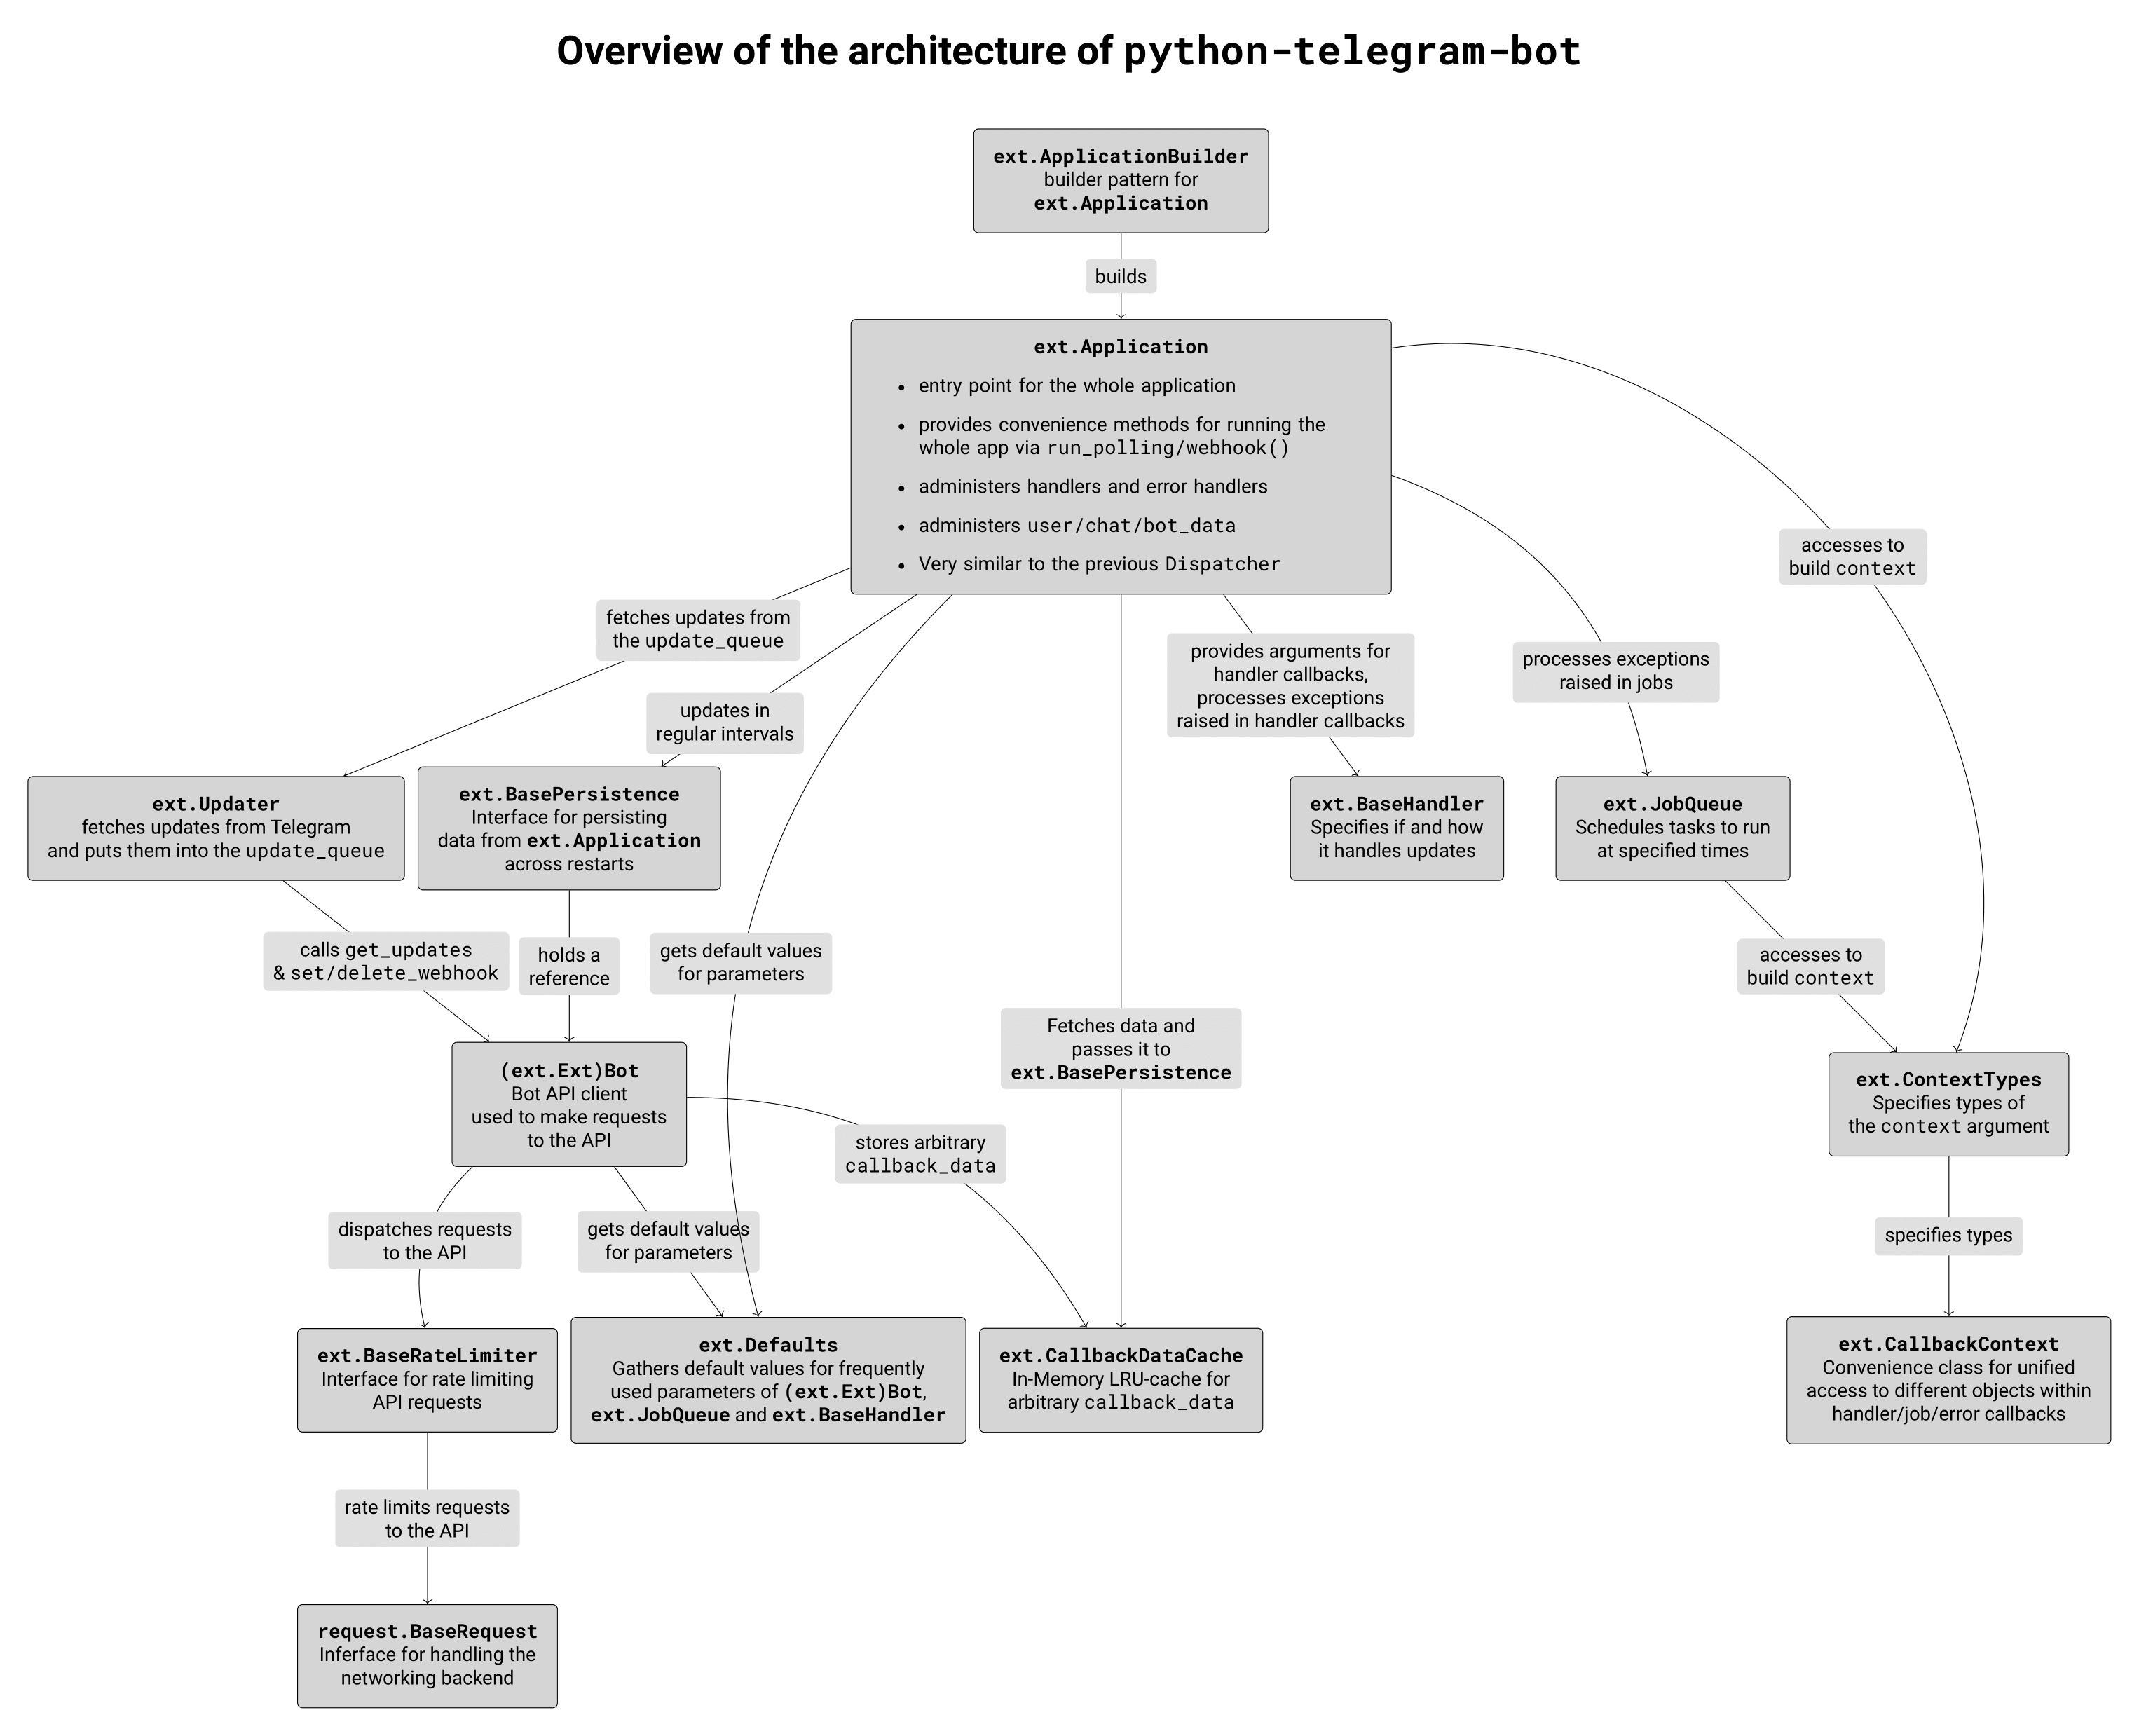 Overview of the architecture of python-telegram-bot
ext.ApplicationBuilder
builder pattern for
ext.Application
builds
ext.Application
• entry point for the whole application
• provides convenience methods for running the
whole app via run_polling/webhook()
• administers handlers and error handlers
• administers user/chat/bot_data
• Very similar to the previous Dispatcher
accesses to
build context
fetches updates from
the update_queue
updates in
regular intervals
provides arguments for
handler callbacks,
processes exceptions
raised in handler callbacks
processes exceptions
raised in jobs
ext.Updater
fetches updates from Telegram
and puts them into the update_queue
ext.BasePersistence
Interface for persisting
data from ext.Application
across restarts
ext.BaseHandler
Specifies if and how
it handles updates
ext.JobQueue
Schedules tasks to run
at specified times
calls get_updates
& set/delete_webhook
holds a
reference
gets default values
for parameters
accesses to
build context
Fetches data and
passes it to
ext.BasePersistence
(ext.Ext)Bot
Bot API client
used to make requests
to the API
stores arbitrary
callback_data
ext.ContextTypes
Specifies types of
the context argument
dispatches requests
to the API
gets default values
for parameters
specifies types
ext.BaseRateLimiter
Interface for rate limiting
API requests
ext.Defaults
Gathers default values for frequently
used parameters of (ext.Ext)Bot,
ext.JobQueue and ext.BaseHandler
ext.CallbackDataCache
In-Memory LRU-cache for
arbitrary callback_data
ext.CallbackContext
Convenience class for unified
access to different objects within
handler/job/error callbacks
rate limits requests
to the API
request.BaseRequest
Inferface for handling the
networking backend